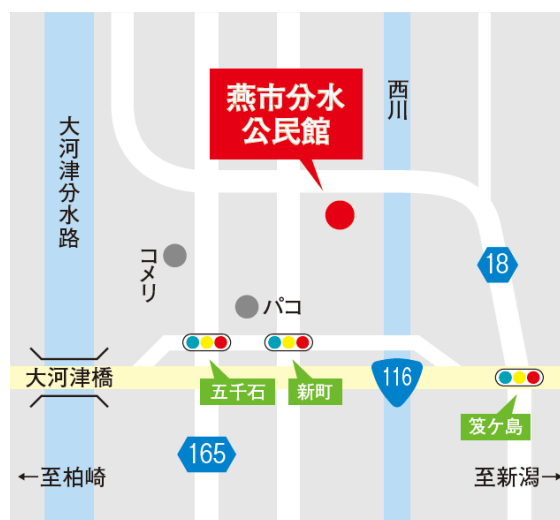 燕市分水
公民館
西川
大河津分水路
コメリ
18
パコ
大河津橋
五千石
新町
116
笈ケ島
165
←至柏崎
至新潟→